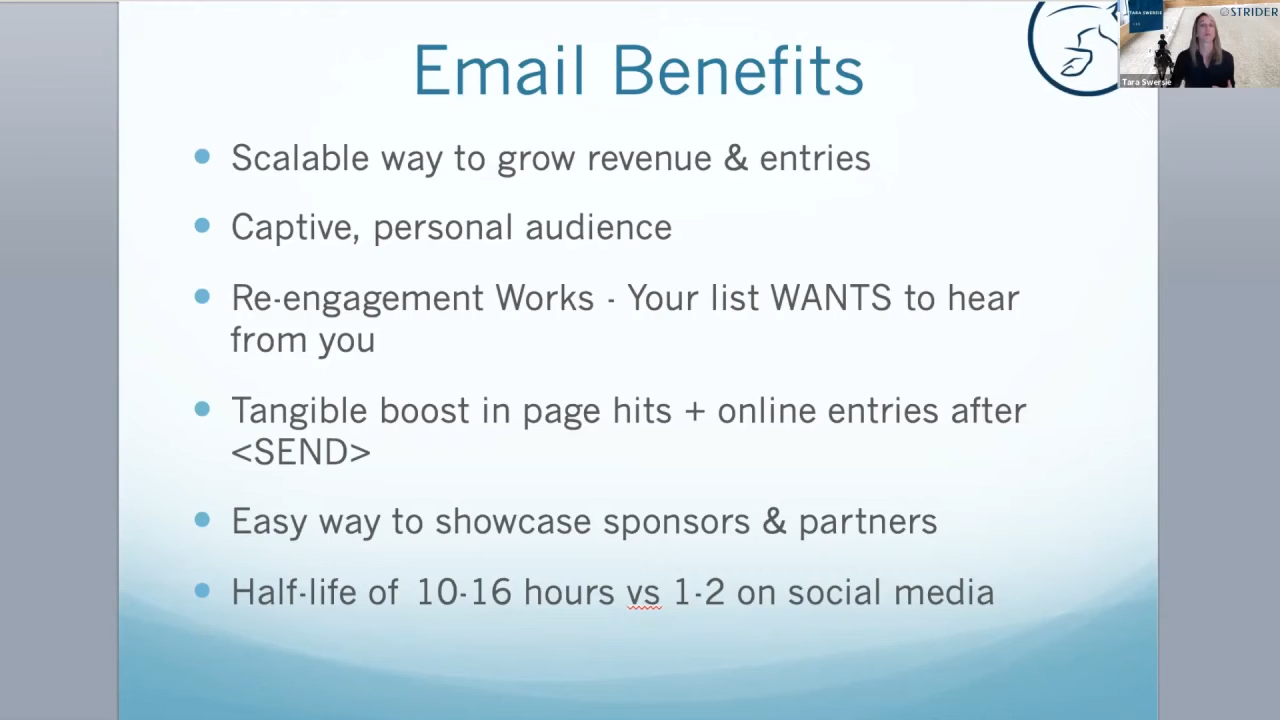 Email Benefits
STRIDER
TARA SWERSIE
Tara Swersie
Scalable way to grow revenue & entries
Captive, personal audience
Re-engagement Works - Your list WANTS to hear
from you
Tangible boost in page hits + online entries after
<SEND>
Easy way to showcase sponsors & partners
Half-life of 10-16 hours vs 1-2 on social media